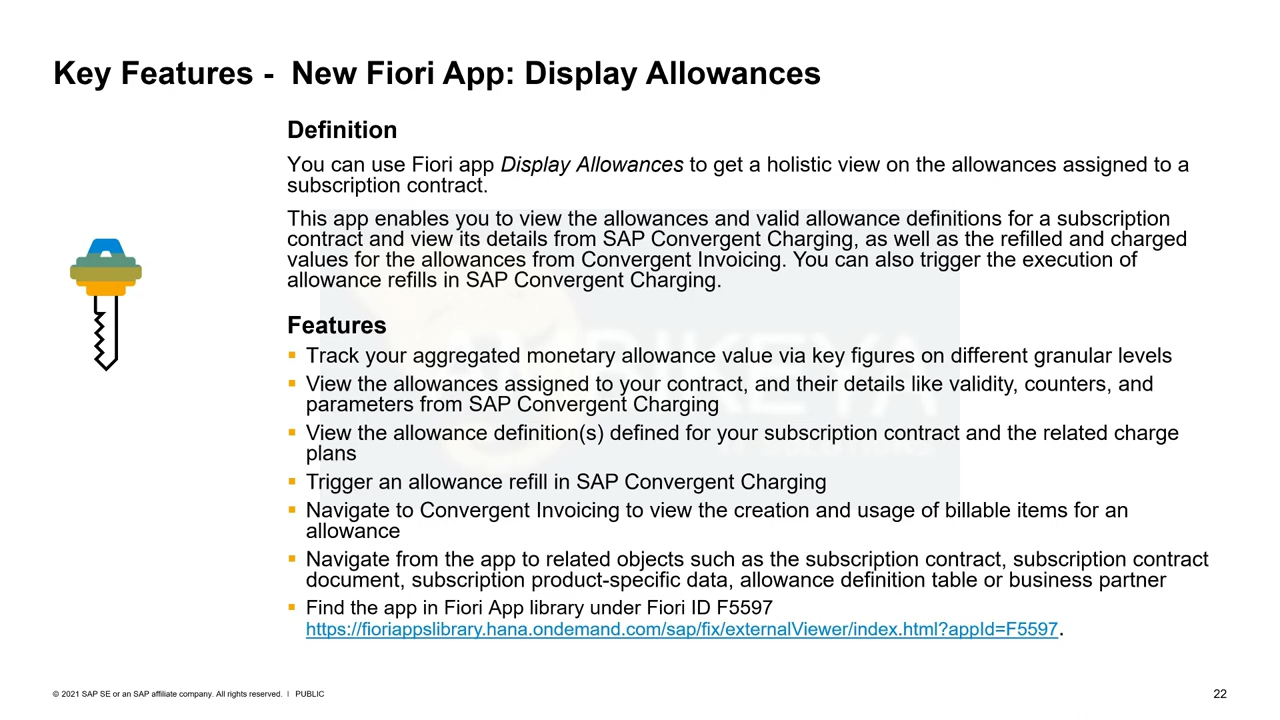 Key Features - New Fiori App: Display Allowances
Definition
You can use Fiori app Display Allowances to get a holistic view on the allowances assigned to a
subscription contract.
This app enables you to view the allowances and valid allowance definitions for a subscription
contract and view its details from SAP Convergent Charging, as well as the refilled and charged
values for the allowances from Convergent Invoicing. You can also trigger the execution of
allowance refills in SAP Convergent Charging.
Features
▪ Track your aggregated monetary allowance value via key figures on different granular levels
▪ View the allowances assigned to your contract, and their details like validity, counters, and
parameters from SAP Convergent Charging
▪ View the allowance definition(s) defined for your subscription contract and the related charge
plans
▪ Trigger an allowance refill in SAP Convergent Charging
▪ Navigate to Convergent Invoicing to view the creation and usage of billable items for an
allowance
▪ Navigate from the app to related objects such as the subscription contract, subscription contract
document, subscription product-specific data, allowance definition table or business partner
▪ Find the app in Fiori App library under Fiori ID F5597
https://fioriappslibrary.hana.ondemand.com/sap/fix/externalViewer/index.html?appId=F5597.
© 2021 SAP SE or an SAP affiliate company. All rights reserved. | PUBLIC
22